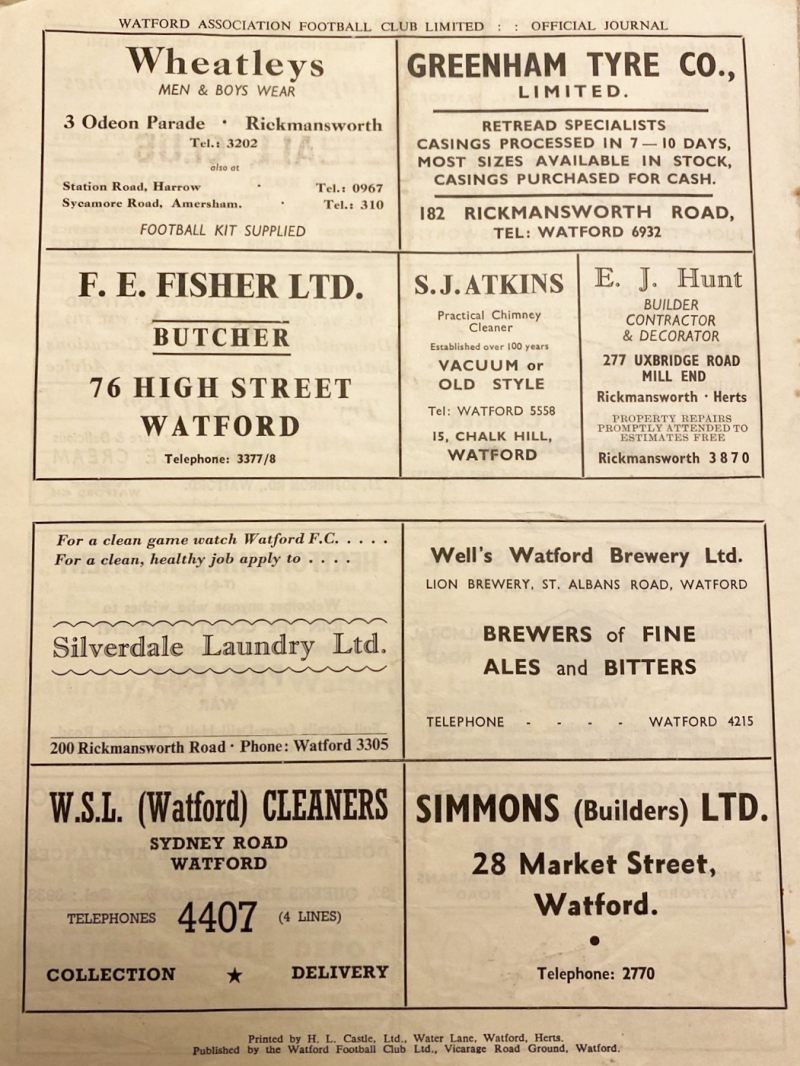 WATFORD ASSOCIATION FOOTBALL CLUB LIMITED : : OFFICIAL JOURNAL
Wheatleys
MEN & BOYS WEAR
3 Odeon Parade · Rickmansworth
Tel.: 3202
also at
Station Road, Harrow · Tel.: 0967
Sycamore Road, Amersham. · Tel.: 310
FOOTBALL KIT SUPPLIED
GREENHAM TYRE CO.,
LIMITED.
RETREAD SPECIALISTS
CASINGS PROCESSED IN 7 — 10 DAYS,
MOST SIZES AVAILABLE IN STOCK,
CASINGS PURCHASED FOR CASH.
182 RICKMANSWORTH ROAD,
TEL: WATFORD 6932
F. E. FISHER LTD.
BUTCHER
76 HIGH STREET
WATFORD
Telephone: 3377/8
S. J. ATKINS
Practical Chimney
Cleaner
Established over 100 years
VACUUM or
OLD STYLE
Tel: WATFORD 5558
15, CHALK HILL,
WATFORD
E. J. Hunt
BUILDER
CONTRACTOR
& DECORATOR
277 UXBRIDGE ROAD
MILL END
Rickmansworth · Herts
PROPERTY REPAIRS
PROMPTLY ATTENDED TO
ESTIMATES FREE
Rickmansworth 3870
For a clean game watch Watford F.C. . . . . .
For a clean, healthy job apply to . . . .
Silverdale Laundry Ltd.
200 Rickmansworth Road · Phone: Watford 3305
Well's Watford Brewery Ltd.
LION BREWERY, ST. ALBANS ROAD, WATFORD
BREWERS of FINE
ALES and BITTERS
TELEPHONE - - - - WATFORD 4215
W.S.L. (Watford) CLEANERS
SYDNEY ROAD
WATFORD
TELEPHONES 4407 (4 LINES)
COLLECTION ★ DELIVERY
SIMMONS (Builders) LTD.
28 Market Street,
Watford.
●
Telephone: 2770
Printed by H. L. Castle, Ltd., Water Lane, Watford, Herts.
Published by the Watford Football Club Ltd., Vicarage Road Ground, Watford.